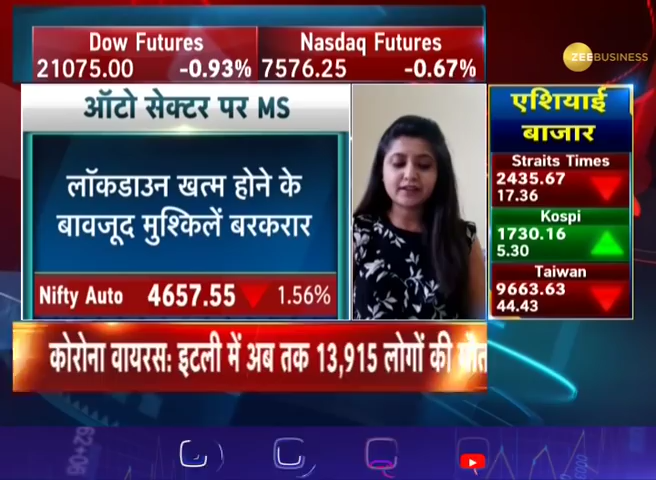 Dow Futures
21075.00 -0.93%
Nasdaq Futures
7576.25 -0.67%
ZEEBUSINESS
ऑटो सेक्टर पर MS
लॉकडाउन खत्म होने के
बावजूद मुश्किलें बरकरार
Nifty Auto 4657.55 1.56%
एशियाई
बाजार
Straits Times
2435.67
17.36
Kospi
1730.16
5.30
Taiwan
9663.63
44.43
कोरोना वायरस: इटली में अब तक 13,915 लोगों की मौत